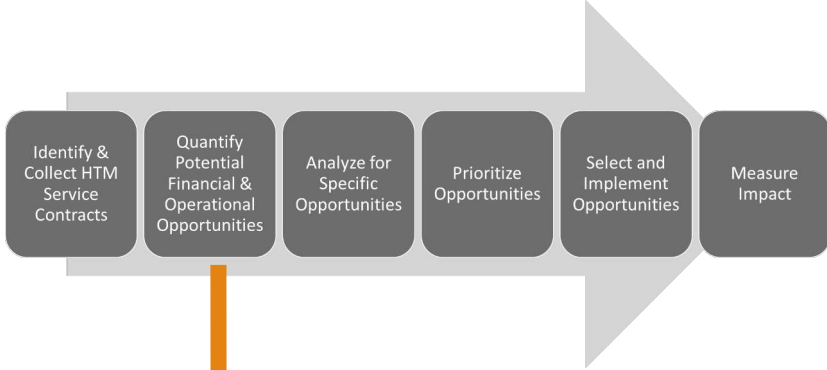 Identify &
Collect HTM
Service
Contracts
Quantify
Potential
Financial &
Operational
Opportunities
Analyze for
Specific
Opportunities
Prioritize
Opportunities
Select and
Implement
Opportunities
Measure
Impact